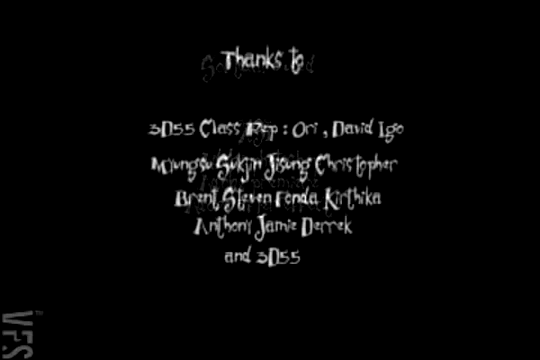 Thanks to
3D55 Class Rep : Ori , David Igo
Myungsu Sukjin Jisung Christopher
Brent Steven Fonda Kirthika
Anthony Jamie Derrek
and 3D55
VFS